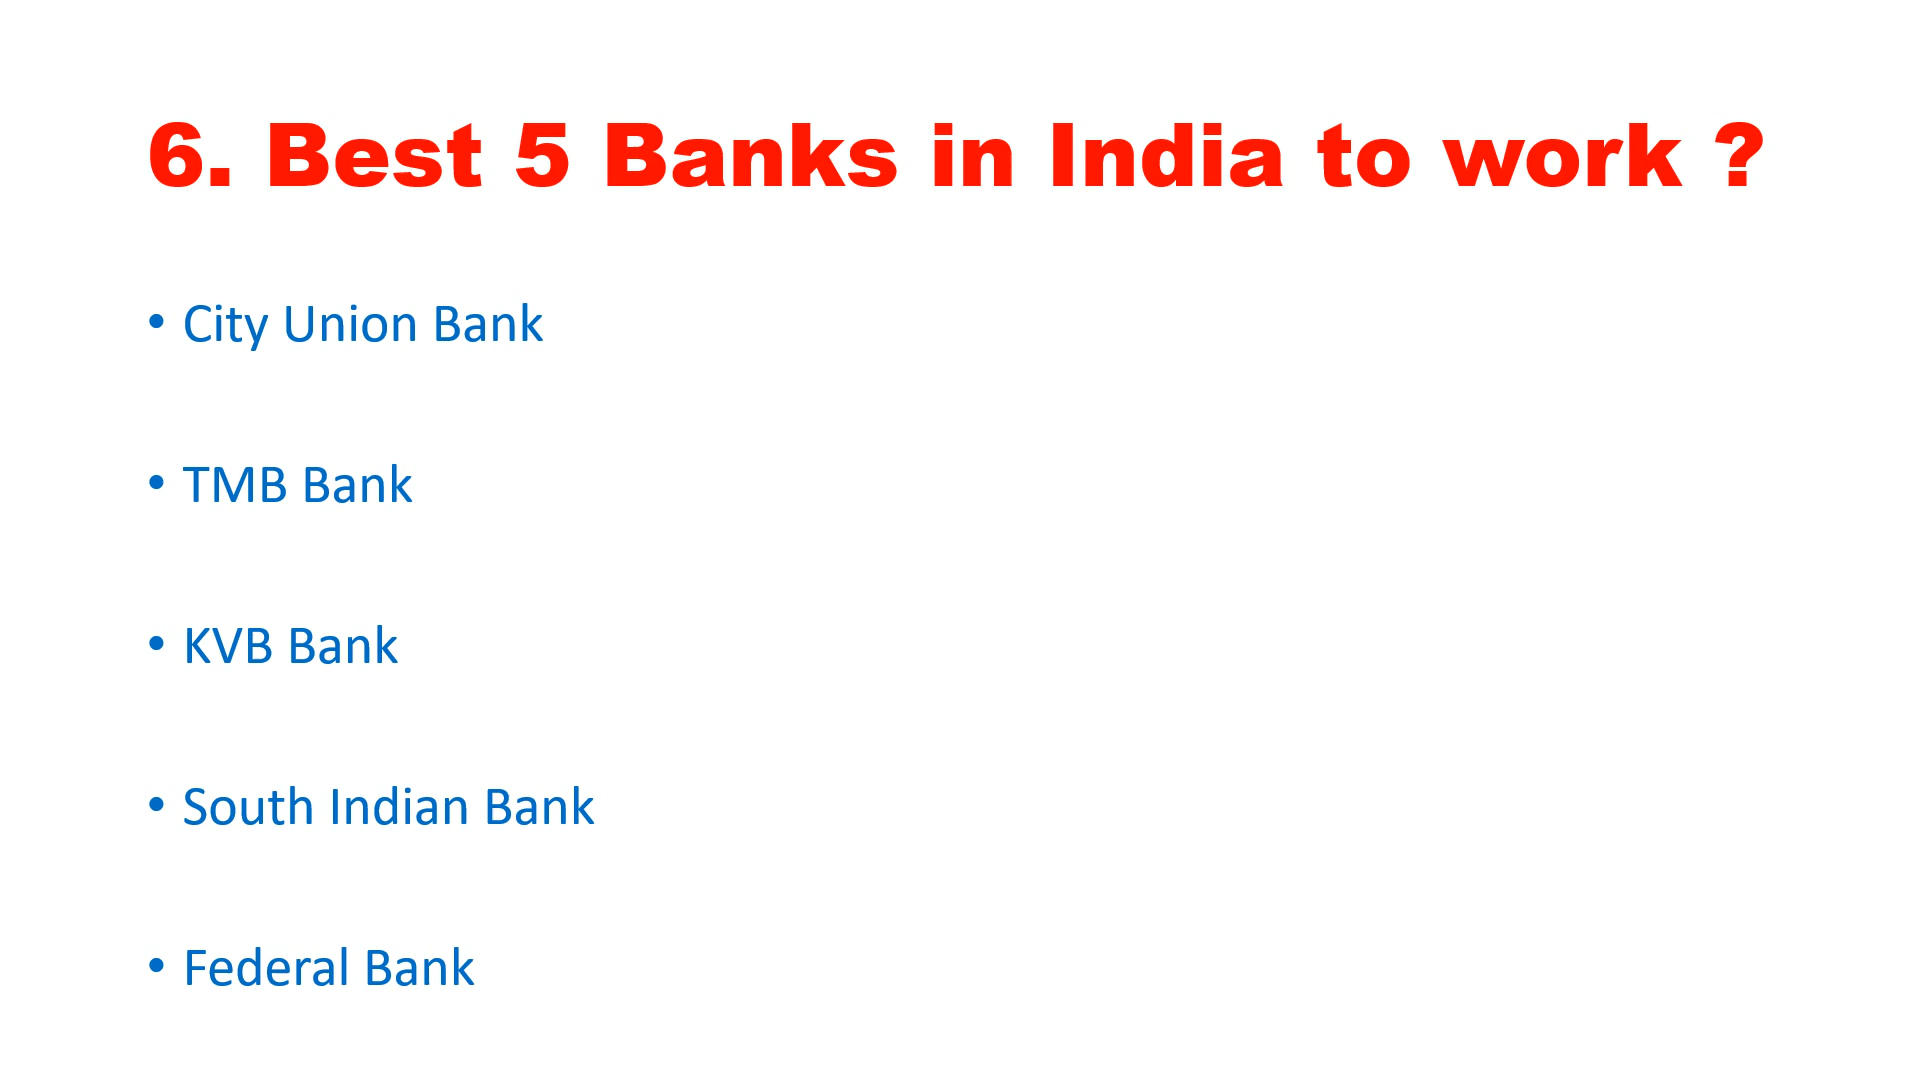 6. Best 5 Banks in India to work ?
• City Union Bank
• TMB Bank
• KVB Bank
• South Indian Bank
• Federal Bank